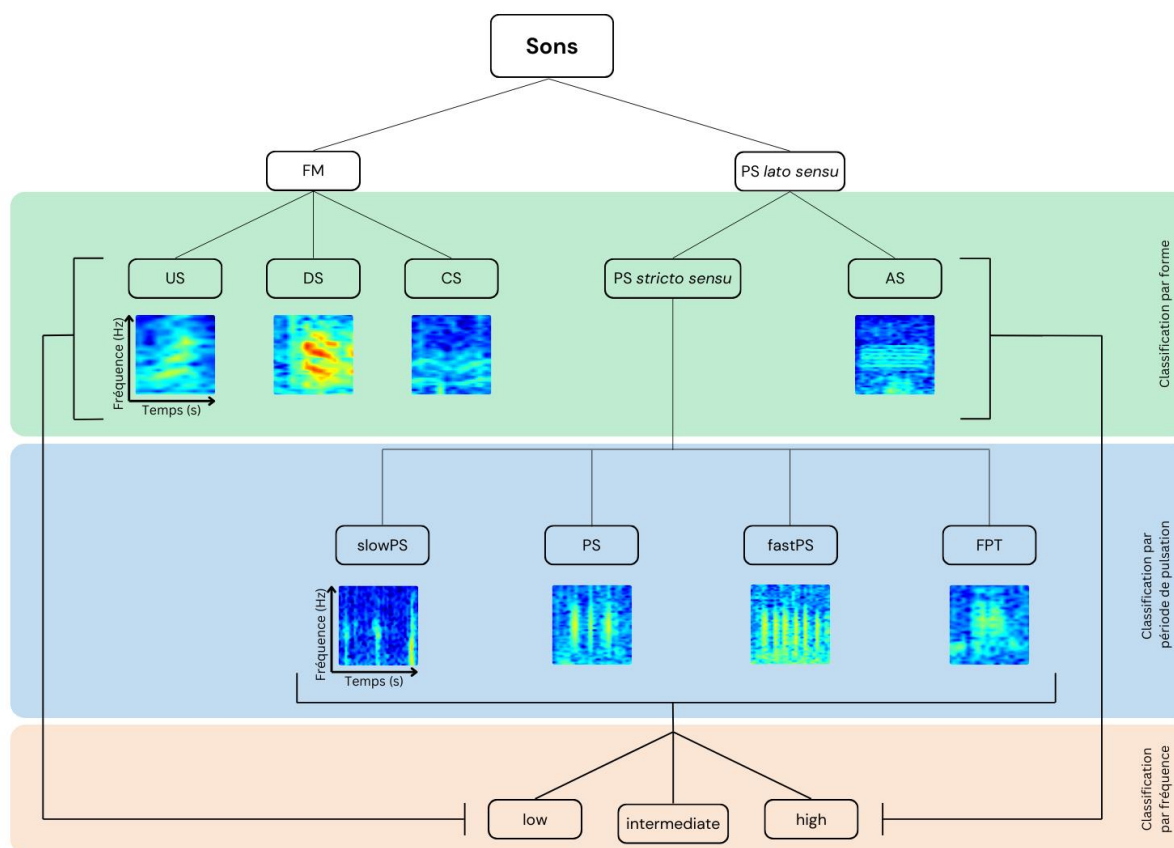 Sons
FM
PS lato sensu
US
DS
CS
PS stricto sensu
AS
Fréquence (Hz)
Temps (s)
Classification par forme
slowPS
PS
fastPS
FPT
Fréquence (Hz)
Temps (s)
Classification par
période de pulsation
low
intermediate
high
Classification
par fréquence